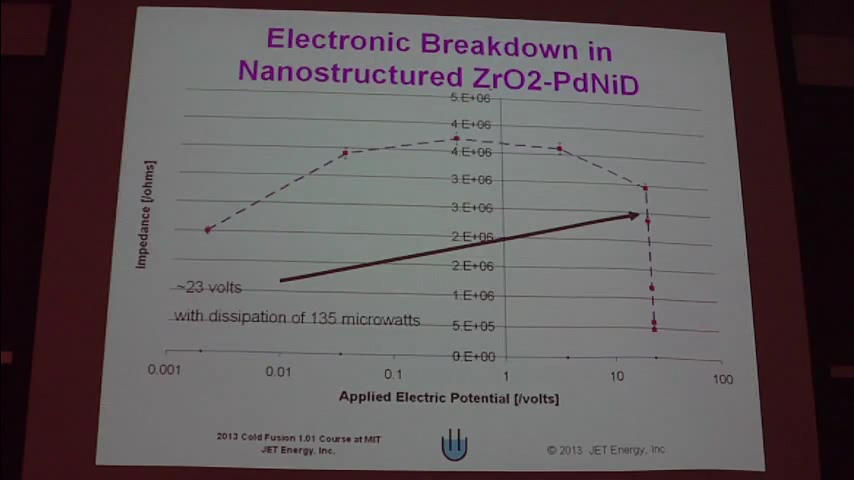 Electronic Breakdown in
Nanostructured ZrO2-PdNiD
5.E+06
4.E+06
4.E+06
3.E+06
3.E+06
2.E+06
2.E+06
1.E+06
5.E+05
0.E+00
Impedance [/ohms]
~23 volts
with dissipation of 135 microwatts
0.001 0.01 0.1 1 10 100
Applied Electric Potential [/volts]
2013 Cold Fusion 1.01 Course at MIT
JET Energy, Inc.
© 2013 JET Energy, Inc.